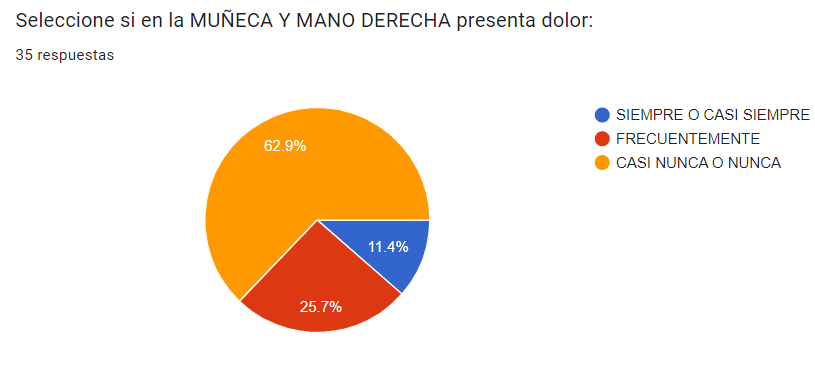 Seleccione si en la MUÑECA Y MANO DERECHA presenta dolor:
35 respuestas
SIEMPRE O CASI SIEMPRE
FRECUENTEMENTE
CASI NUNCA O NUNCA
62.9%
11.4%
25.7%